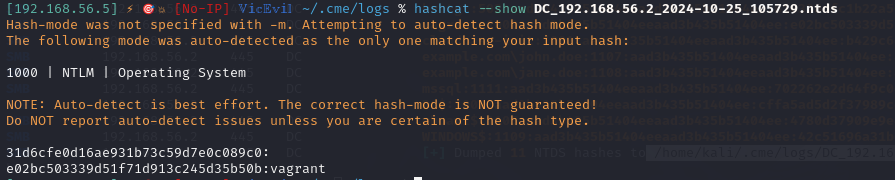 [192.168.56.5] ⚡ 🎯 [No-IP] VicEvil ~/.cme/logs % hashcat --show DC_192.168.56.2_2024-10-25_105729.ntds
Hash-mode was not specified with -m. Attempting to auto-detect hash mode.
The following mode was auto-detected as the only one matching your input hash:
1000 | NTLM | Operating System
NOTE: Auto-detect is best effort. The correct hash-mode is NOT guaranteed!
Do NOT report auto-detect issues unless you are certain of the hash type.
31d6cfe0d16ae931b73c59d7e0c089c0:
e02bc503339d51f71d913c245d35b50b:vagrant